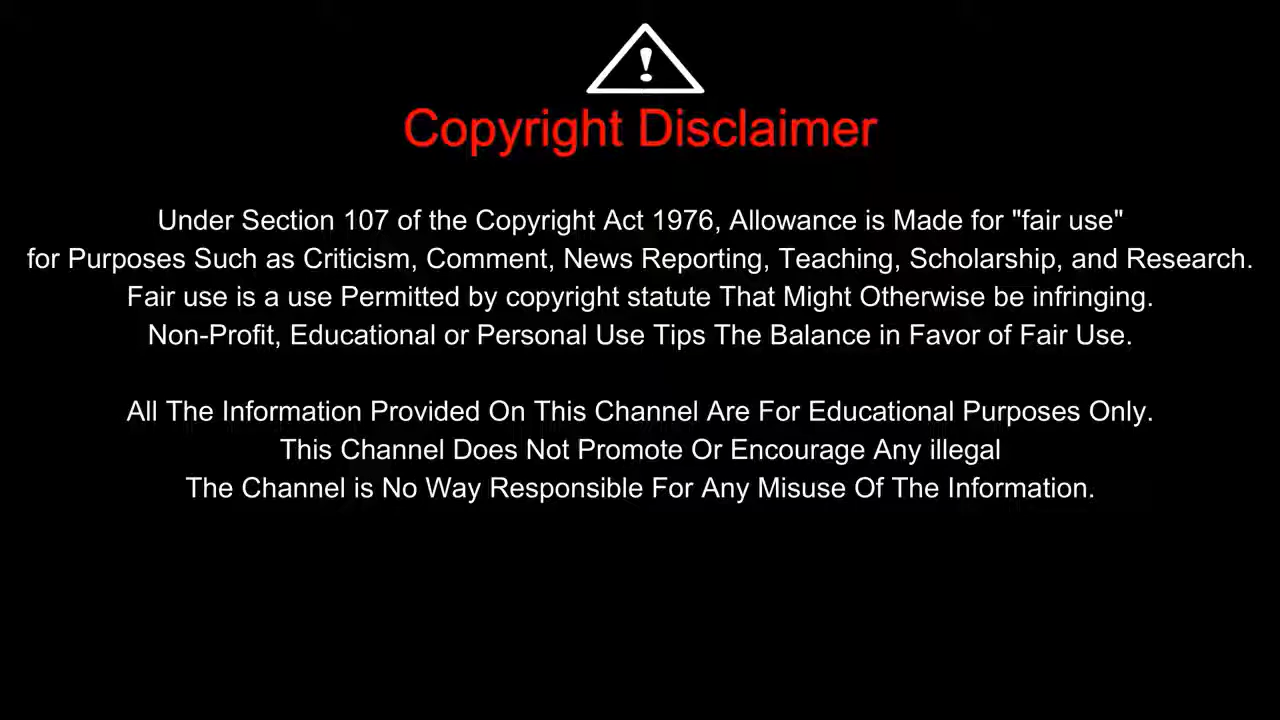 Copyright Disclaimer
Under Section 107 of the Copyright Act 1976, Allowance is Made for "fair use"
for Purposes Such as Criticism, Comment, News Reporting, Teaching, Scholarship, and Research.
Fair use is a use Permitted by copyright statute That Might Otherwise be infringing.
Non-Profit, Educational or Personal Use Tips The Balance in Favor of Fair Use.
All The Information Provided On This Channel Are For Educational Purposes Only.
This Channel Does Not Promote Or Encourage Any illegal
The Channel is No Way Responsible For Any Misuse Of The Information.